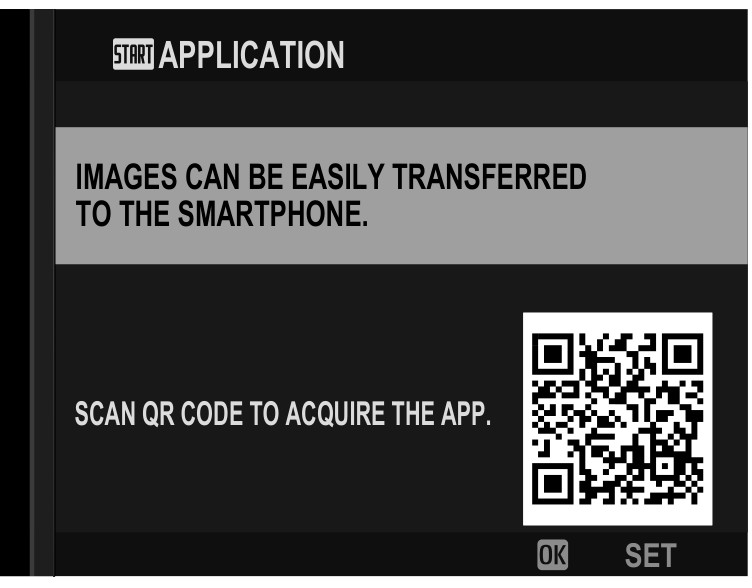 START APPLICATION
IMAGES CAN BE EASILY TRANSFERRED
TO THE SMARTPHONE.
SCAN QR CODE TO ACQUIRE THE APP.
OK SET